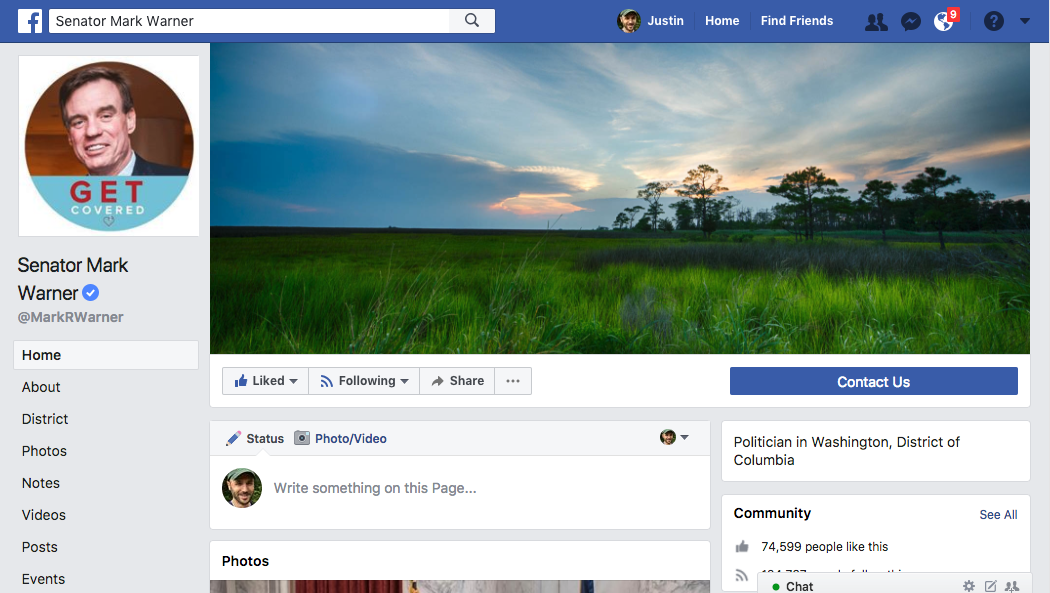 f
Senator Mark Warner
Justin
Home
Find Friends
9
?
GET
COVERED
Senator Mark
Warner
@MarkRWarner
Home
About
District
Photos
Notes
Videos
Posts
Events
Liked
Following
Share
...
Contact Us
Status
Photo/Video
Write something on this Page...
Photos
Politician in Washington, District of
Columbia
Community
See All
74,599 people like this
Chat